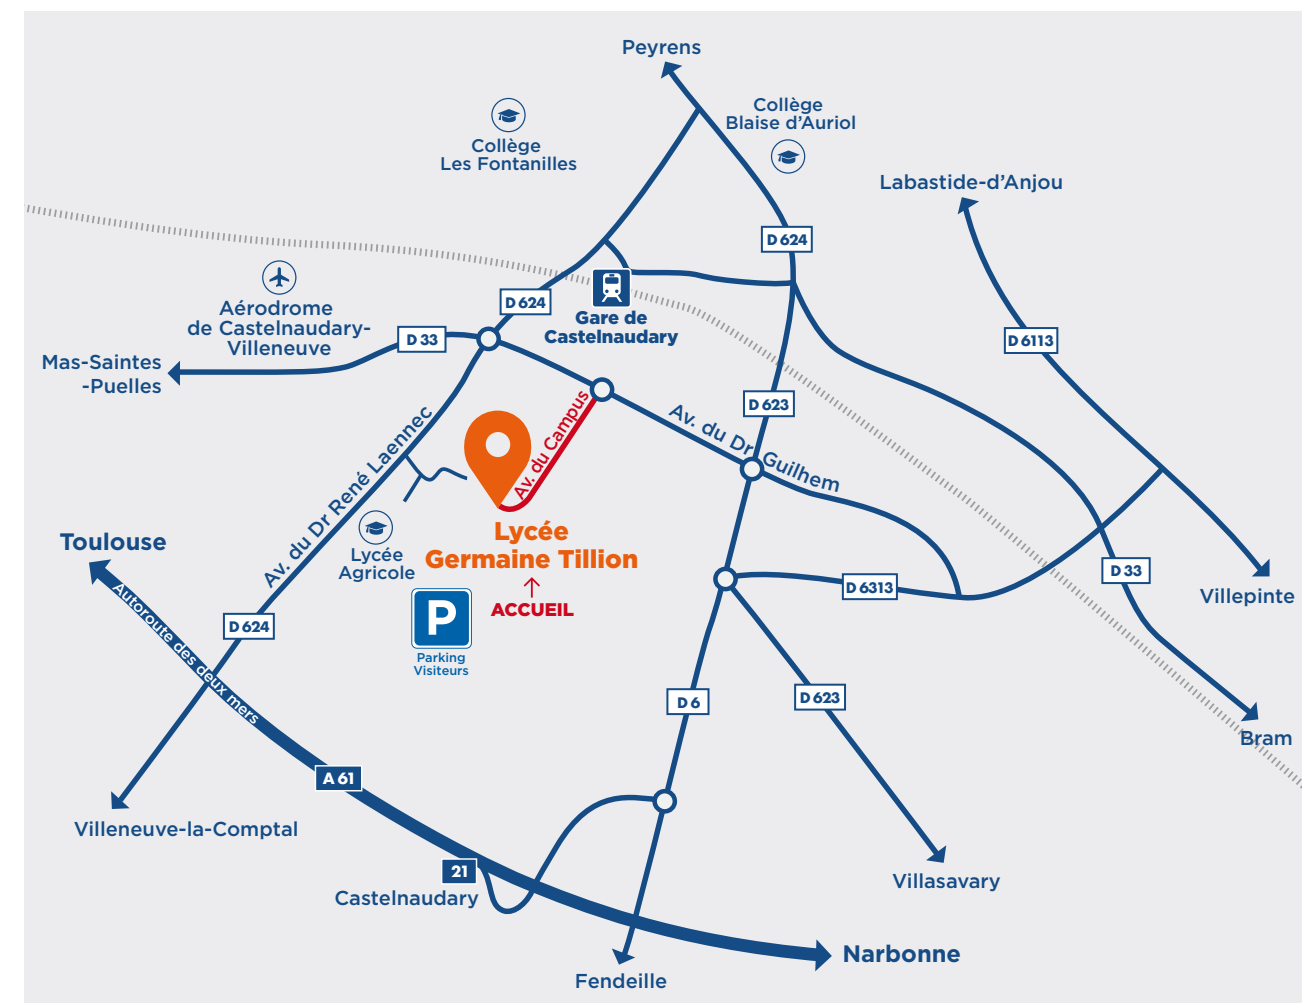 Peyrens
Collège
Blaise d'Auriol
Collège
Les Fontanilles
Labastide-d'Anjou
D 624
D 624
Aérodrome
de Castelnaudary-
Villeneuve
Gare de
Castelnaudary
D 33
D 6113
Mas-Saintes
-Puelles
D 623
Av. du Dr René Laennec
Av. du Campus
Av. du Dr Guilhem
Lycée
Germaine Tillion
Toulouse
Lycée
Agricole
ACCUEIL
D 33
D 6313
Villepinte
Autoroute des deux mers
D 624
P
Parking
Visiteurs
D 6
D 623
Bram
A 61
Villeneuve-la-Comptal
21
Castelnaudary
Villasavary
Narbonne
Fendeille